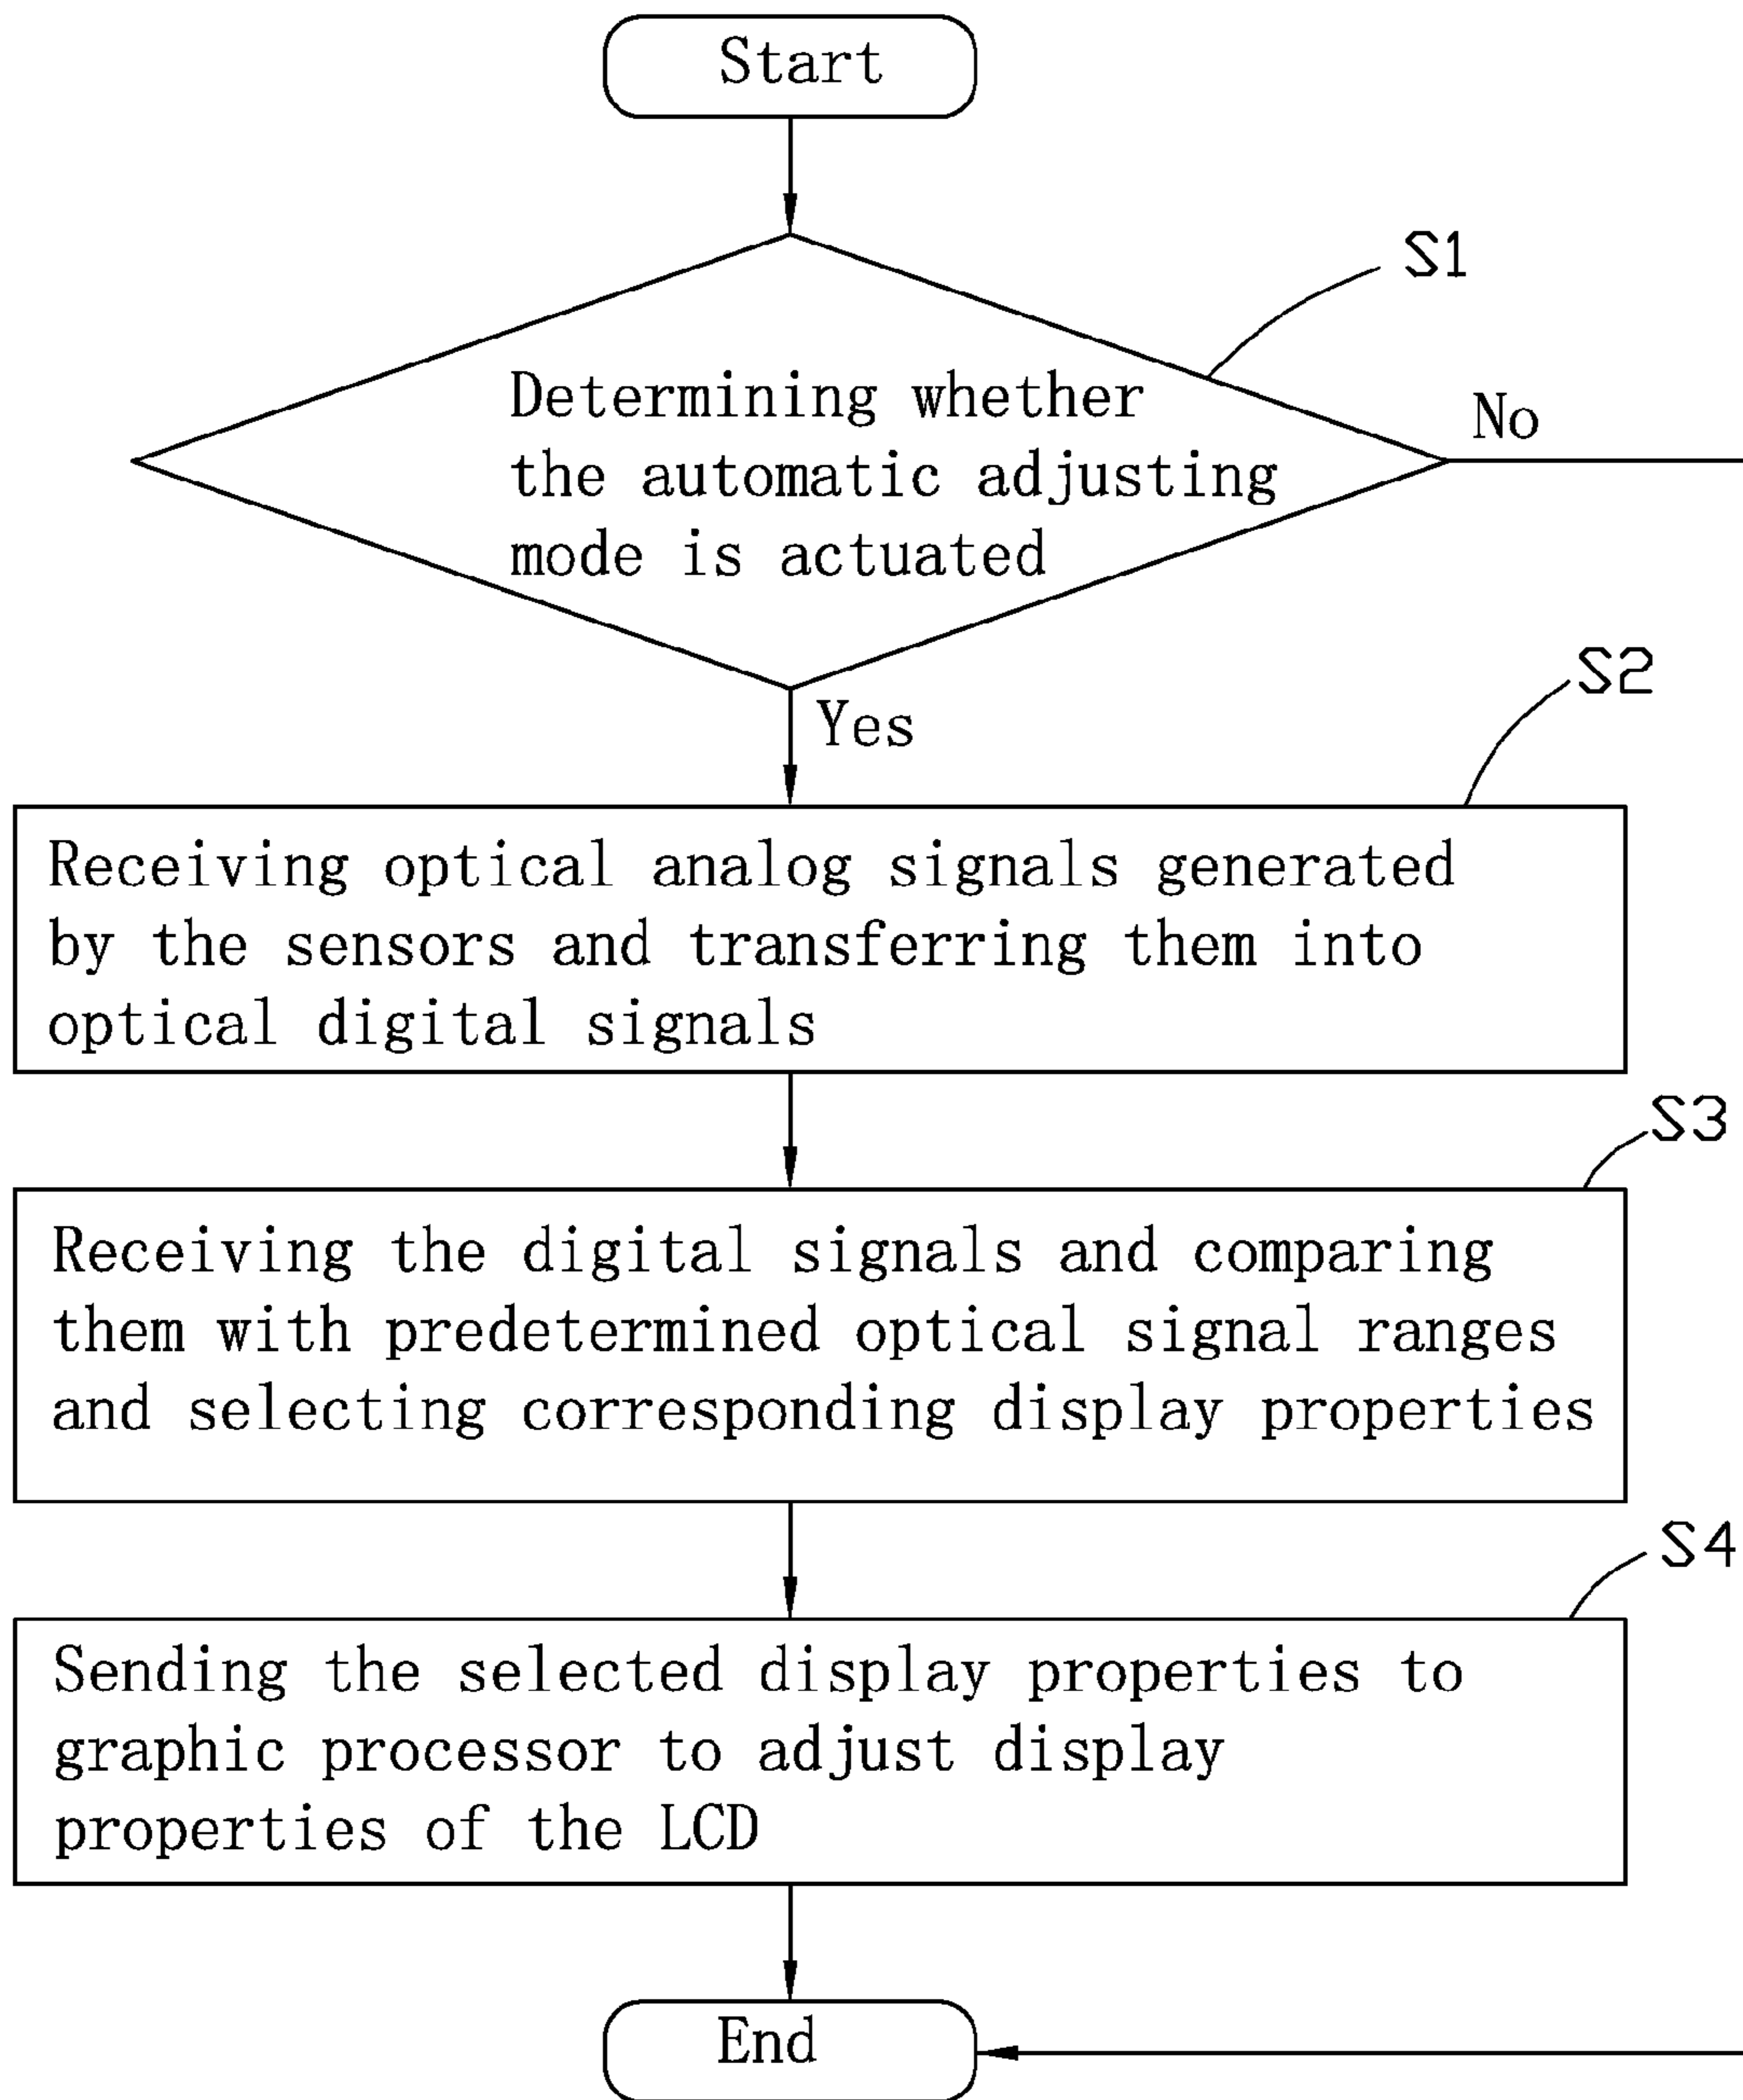 Start
S1
Determining whether
the automatic adjusting
mode is actuated
No
Yes
S2
Receiving optical analog signals generated
by the sensors and transferring them into
optical digital signals
S3
Receiving the digital signals and comparing
them with predetermined optical signal ranges
and selecting corresponding display properties
S4
Sending the selected display properties to
graphic processor to adjust display
properties of the LCD
End